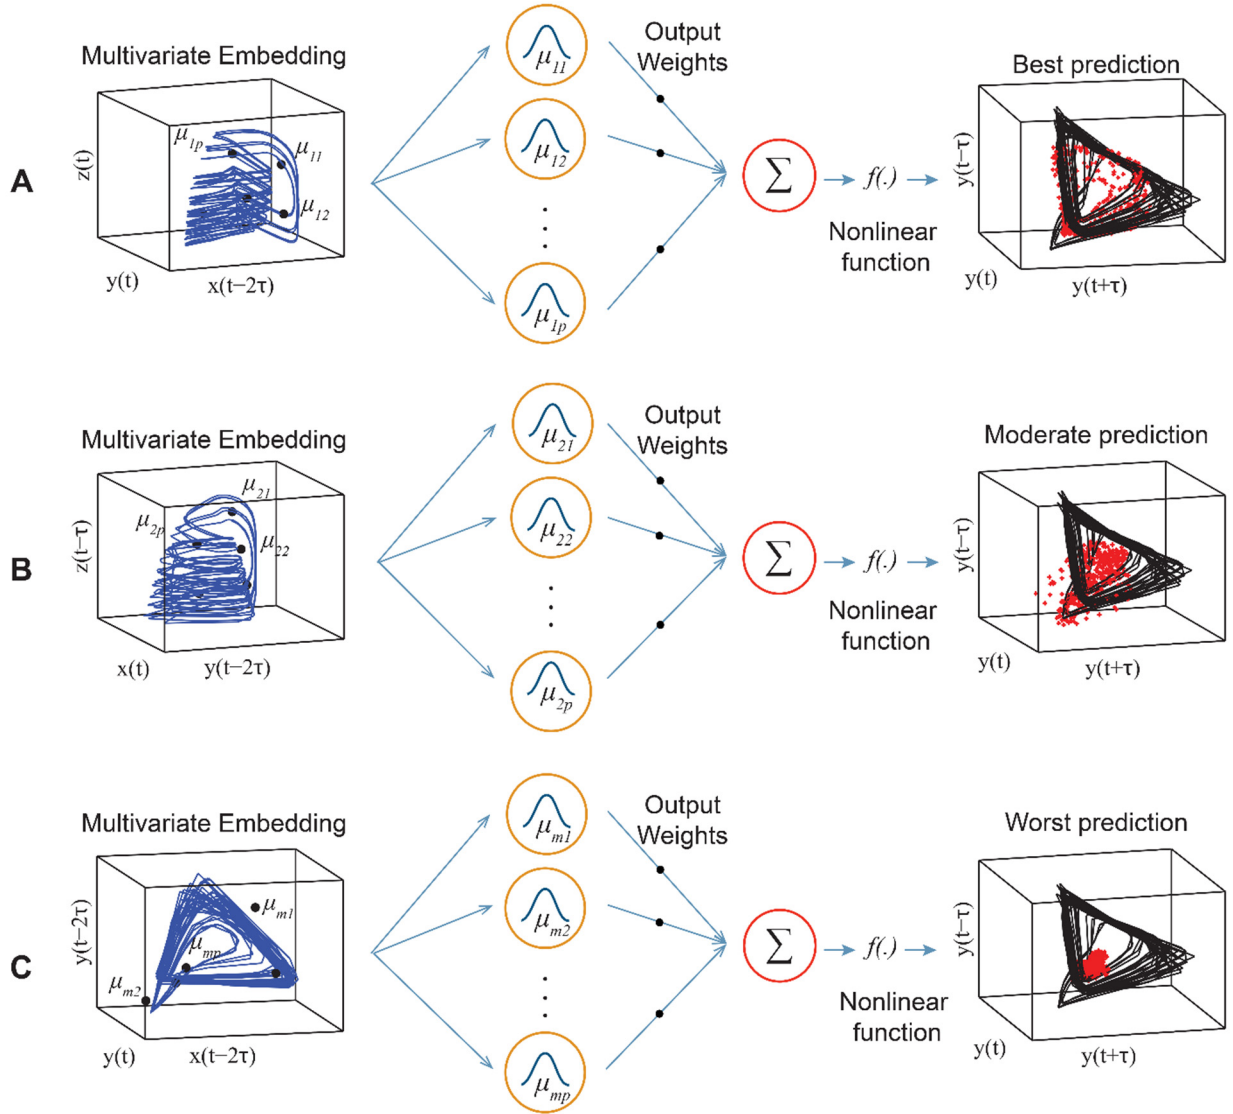 A
Multivariate Embedding
z(t)
y(t)
x(t−2τ)
μ1p
μ11
μ12
μ11
μ12
μ1p
Output
Weights
Σ
f(.)
Nonlinear
function
Best prediction
y(t−τ)
y(t)
y(t+τ)
B
Multivariate Embedding
z(t−τ)
x(t)
y(t−2τ)
μ21
μ2p
μ22
μ21
μ22
μ2p
Output
Weights
Σ
f(.)
Nonlinear
function
Moderate prediction
y(t−τ)
y(t)
y(t+τ)
C
Multivariate Embedding
y(t−2τ)
y(t)
x(t−2τ)
μm1
μmp
μm2
μm1
μm2
μmp
Output
Weights
Σ
f(.)
Nonlinear
function
Worst prediction
y(t−τ)
y(t)
y(t+τ)